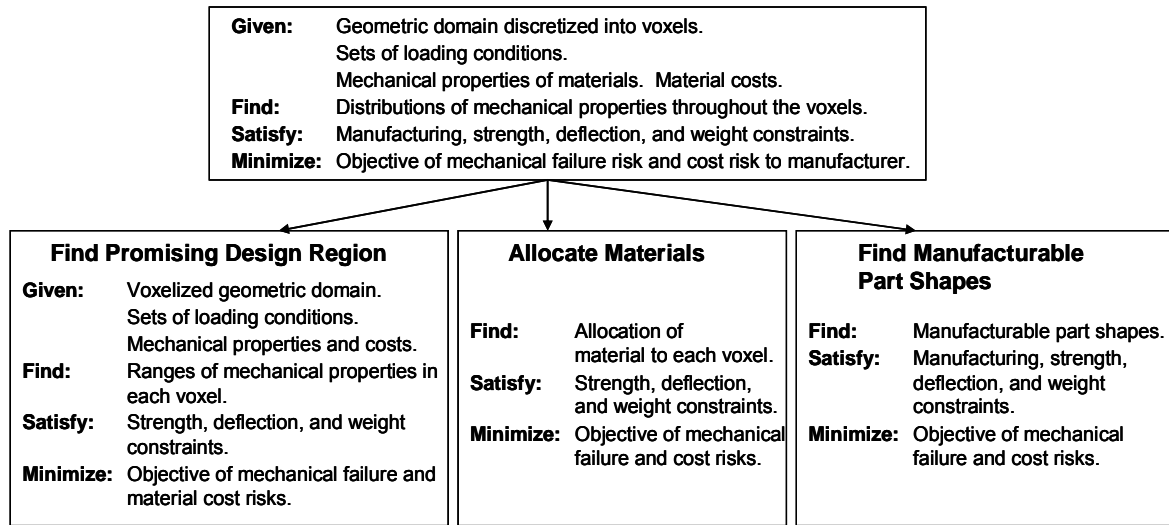 Given: Geometric domain discretized into voxels.
Sets of loading conditions.
Mechanical properties of materials. Material costs.
Find: Distributions of mechanical properties throughout the voxels.
Satisfy: Manufacturing, strength, deflection, and weight constraints.
Minimize: Objective of mechanical failure risk and cost risk to manufacturer.
Find Promising Design Region
Given: Voxelized geometric domain.
Sets of loading conditions.
Mechanical properties and costs.
Find: Ranges of mechanical properties in
each voxel.
Satisfy: Strength, deflection, and weight
constraints.
Minimize: Objective of mechanical failure and
material cost risks.
Allocate Materials
Find: Allocation of
material to each voxel.
Satisfy: Strength, deflection,
and weight constraints.
Minimize: Objective of mechanical
failure and cost risks.
Find Manufacturable
Part Shapes
Find: Manufacturable part shapes.
Satisfy: Manufacturing, strength,
deflection, and weight
constraints.
Minimize: Objective of mechanical
failure and cost risks.